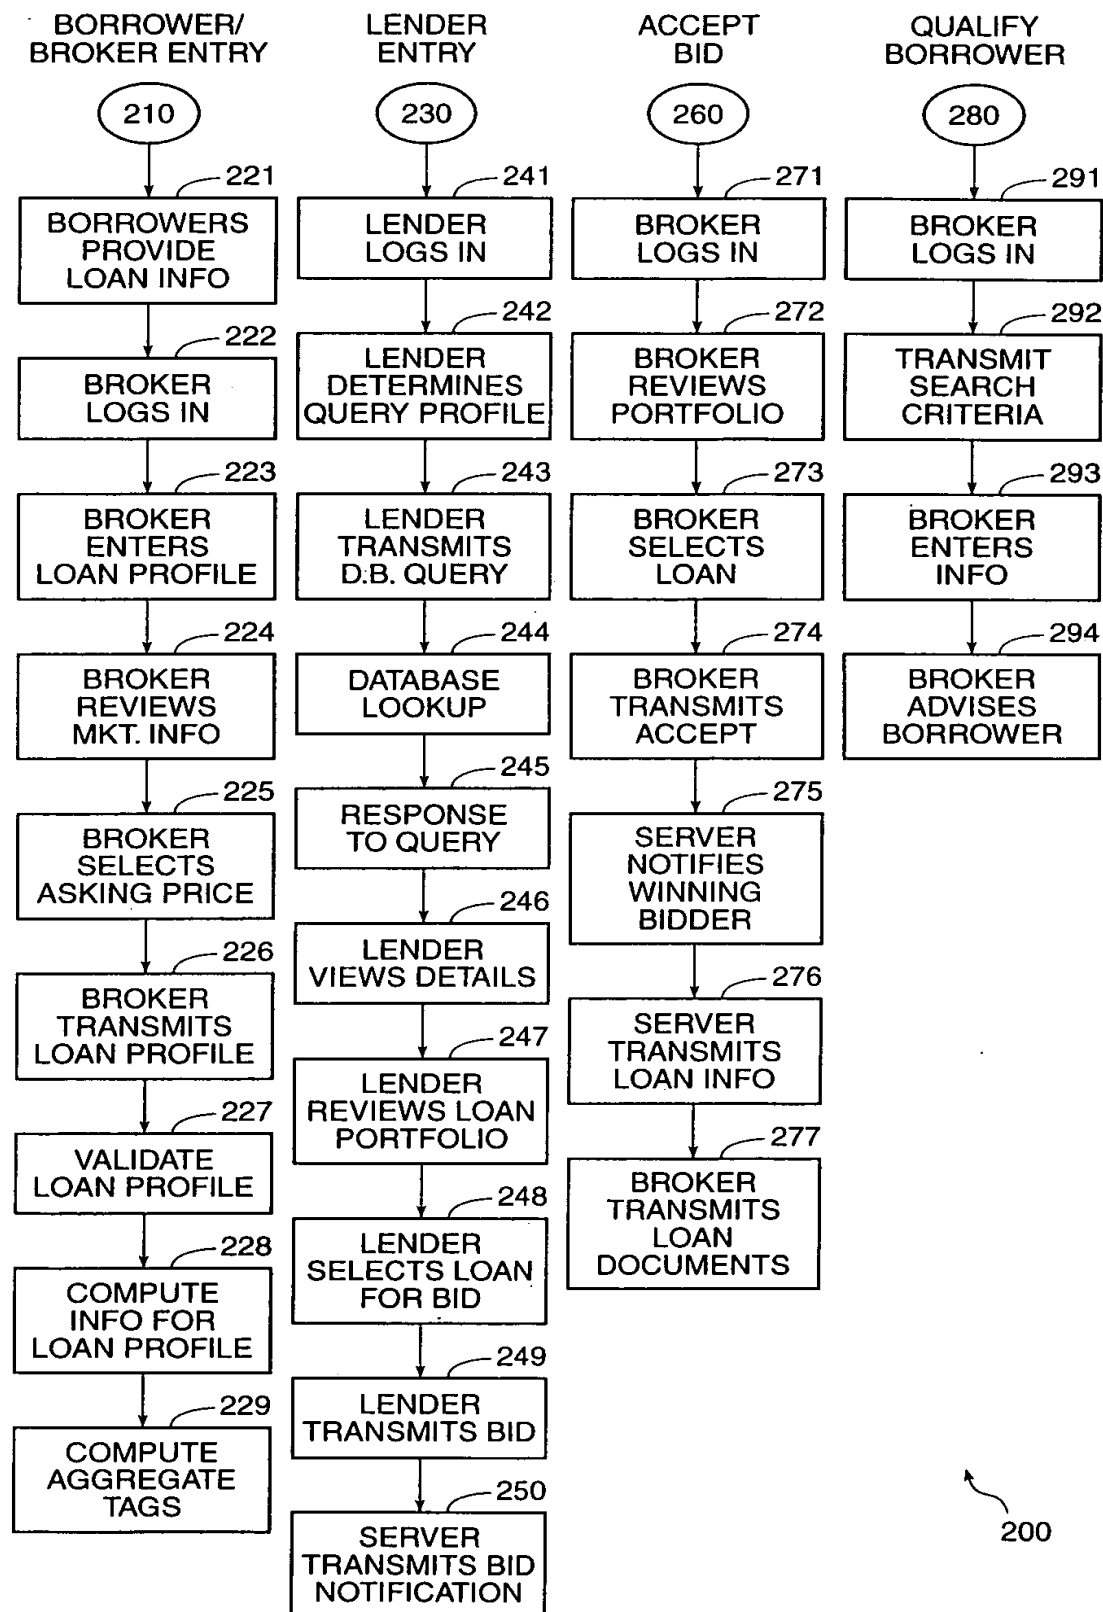 BORROWER/
BROKER ENTRY
210
221
BORROWERS
PROVIDE
LOAN INFO
222
BROKER
LOGS IN
223
BROKER
ENTERS
LOAN PROFILE
224
BROKER
REVIEWS
MKT. INFO
225
BROKER
SELECTS
ASKING PRICE
226
BROKER
TRANSMITS
LOAN PROFILE
227
VALIDATE
LOAN PROFILE
228
COMPUTE
INFO FOR
LOAN PROFILE
229
COMPUTE
AGGREGATE
TAGS
LENDER
ENTRY
230
241
LENDER
LOGS IN
242
LENDER
DETERMINES
QUERY PROFILE
243
LENDER
TRANSMITS
D.B. QUERY
244
DATABASE
LOOKUP
245
RESPONSE
TO QUERY
246
LENDER
VIEWS DETAILS
247
LENDER
REVIEWS LOAN
PORTFOLIO
248
LENDER
SELECTS LOAN
FOR BID
249
LENDER
TRANSMITS BID
250
SERVER
TRANSMITS BID
NOTIFICATION
ACCEPT
BID
260
271
BROKER
LOGS IN
272
BROKER
REVIEWS
PORTFOLIO
273
BROKER
SELECTS
LOAN
274
BROKER
TRANSMITS
ACCEPT
275
SERVER
NOTIFIES
WINNING
BIDDER
276
SERVER
TRANSMITS
LOAN INFO
277
BROKER
TRANSMITS
LOAN
DOCUMENTS
QUALIFY
BORROWER
280
291
BROKER
LOGS IN
292
TRANSMIT
SEARCH
CRITERIA
293
BROKER
ENTERS
INFO
294
BROKER
ADVISES
BORROWER
200